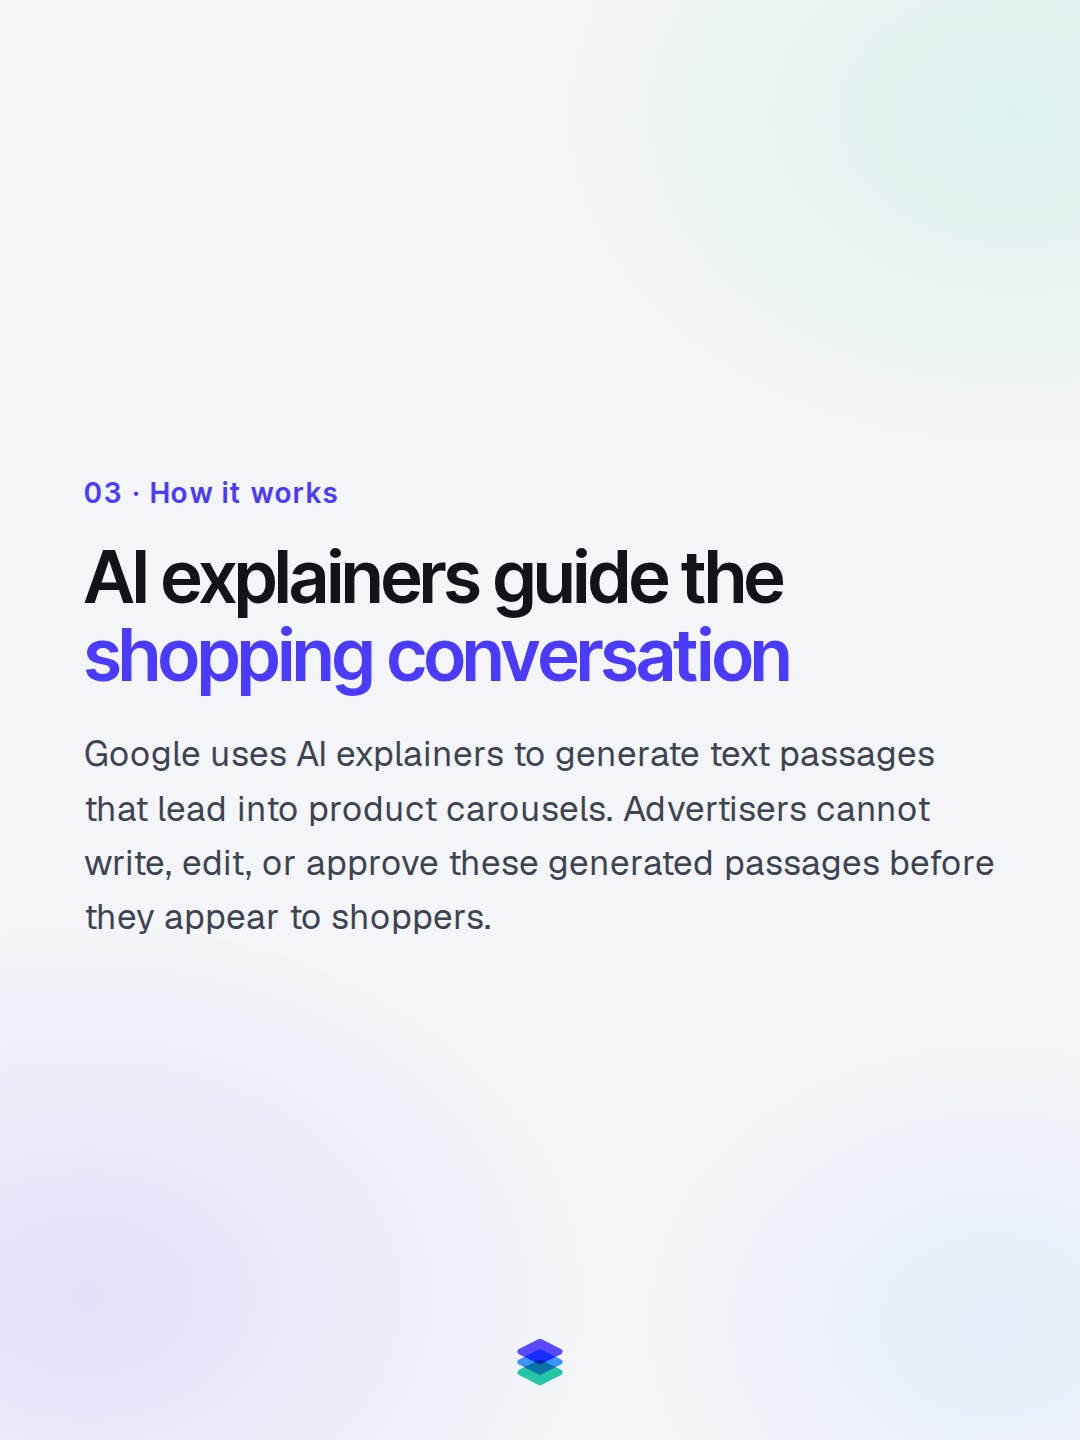 03 · How it works
AI explainers guide the
shopping conversation
Google uses AI explainers to generate text passages
that lead into product carousels. Advertisers cannot
write, edit, or approve these generated passages before
they appear to shoppers.